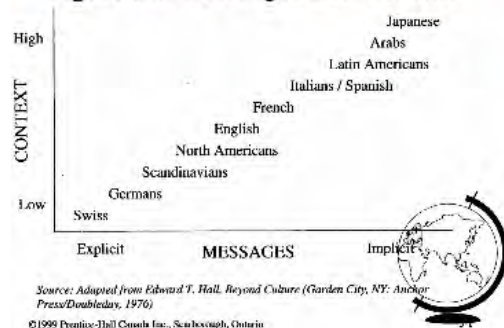 Japanese
High
Arabs
Latin Americans
Italians / Spanish
French
CONTEXT
English
North Americans
Scandinavians
Germans
Low
Swiss
Explicit MESSAGES Implicit
Source: Adapted from Edward T. Hall, Beyond Culture (Garden City, NY: Anchor
Press/Doubleday, 1976)
©1999 Prentice-Hall Canada Inc., Scarborough, Ontario